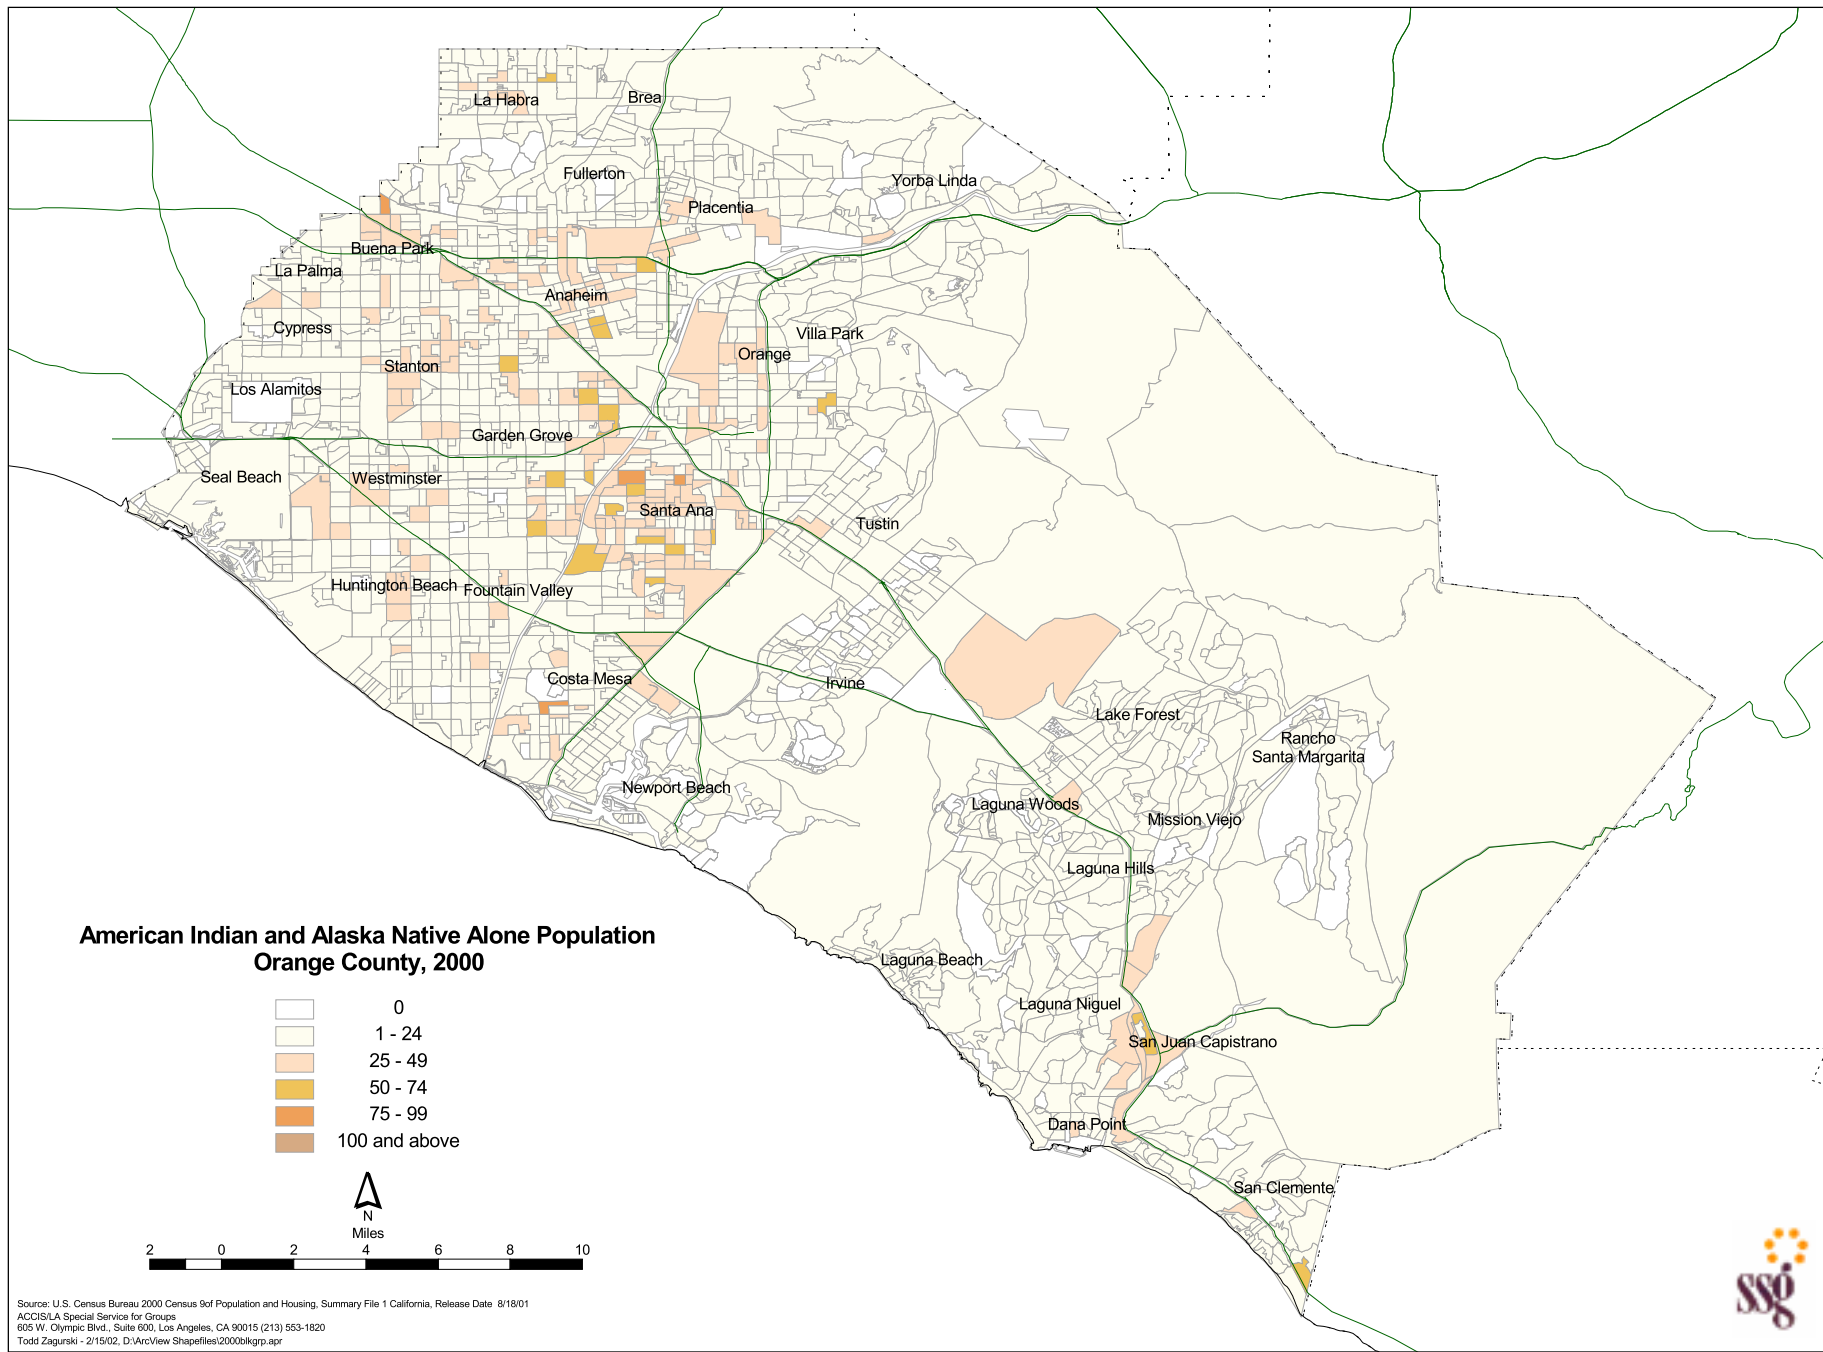 La Habra
Brea
Fullerton
Yorba Linda
Placentia
Buena Park
La Palma
Anaheim
Cypress
Villa Park
Orange
Stanton
Los Alamitos
Garden Grove
Seal Beach
Westminster
Santa Ana
Tustin
Huntington Beach
Fountain Valley
Costa Mesa
Irvine
Lake Forest
Rancho
Santa Margarita
Newport Beach
Laguna Woods
Mission Viejo
Laguna Hills
Laguna Beach
Laguna Niguel
San Juan Capistrano
Dana Point
San Clemente
American Indian and Alaska Native Alone Population
Orange County, 2000
0
1 - 24
25 - 49
50 - 74
75 - 99
100 and above
N
Miles
2 0 2 4 6 8 10
Source: U.S. Census Bureau 2000 Census 9of Population and Housing, Summary File 1 California, Release Date 8/18/01
ACCIS/LA Special Service for Groups
605 W. Olympic Blvd., Suite 600, Los Angeles, CA 90015 (213) 553-1820
Todd Zagurski - 2/15/02, D:\ArcView Shapefiles\2000blkgrp.apr
ssg